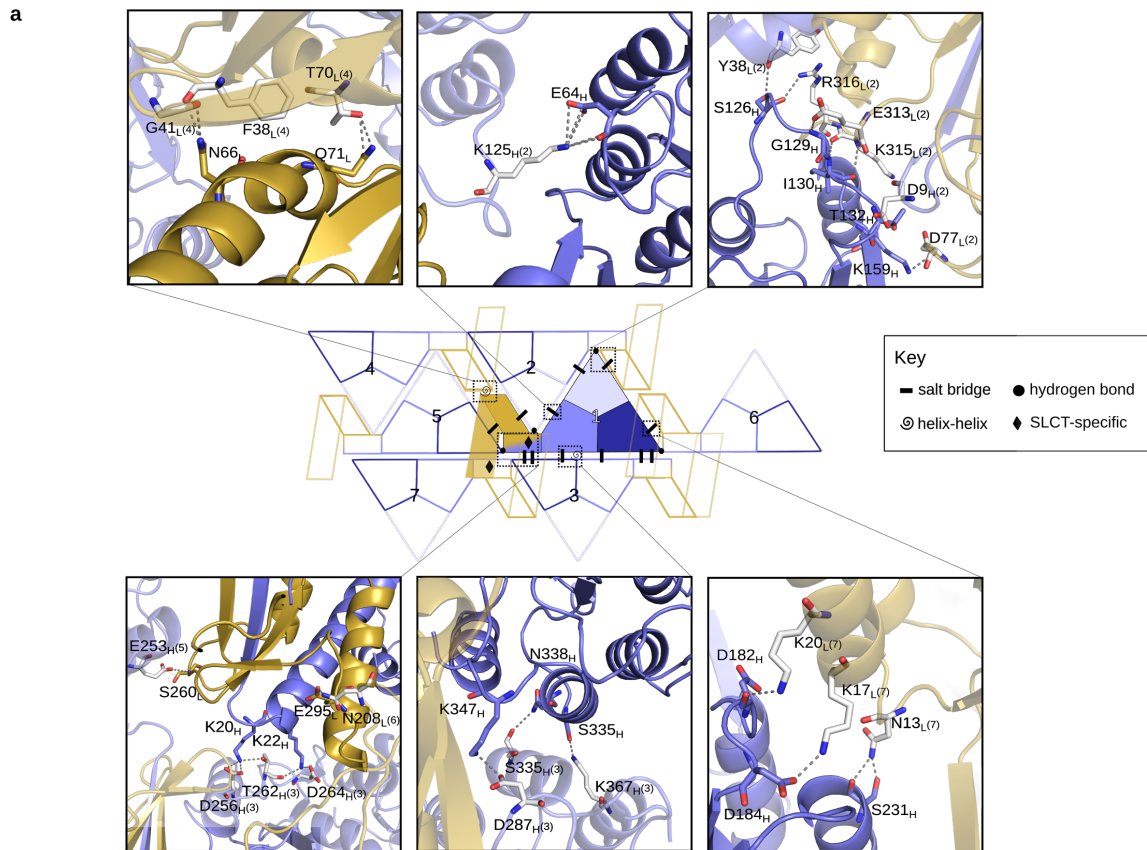 a
T70L(4)
G41L(4)
F38L(4)
N66L
Q71L
E64H
K125H(2)
Y38L(2)
R316L(2)
S126H
E313L(2)
G129H
K315L(2)
I130H
D9H(2)
T132H
D77L(2)
K159H
4
2
5
1
6
7
3
Key
salt bridge
hydrogen bond
helix-helix
SLCT-specific
E253H(5)
S260L
E295L
N208L(6)
K20H
K22H
T262H(3)
D264H(3)
D256H(3)
N338H
K347H
S335H
S335H(3)
K367H(3)
D287H(3)
K20L(7)
D182H
K17L(7)
N13L(7)
D184H
S231H